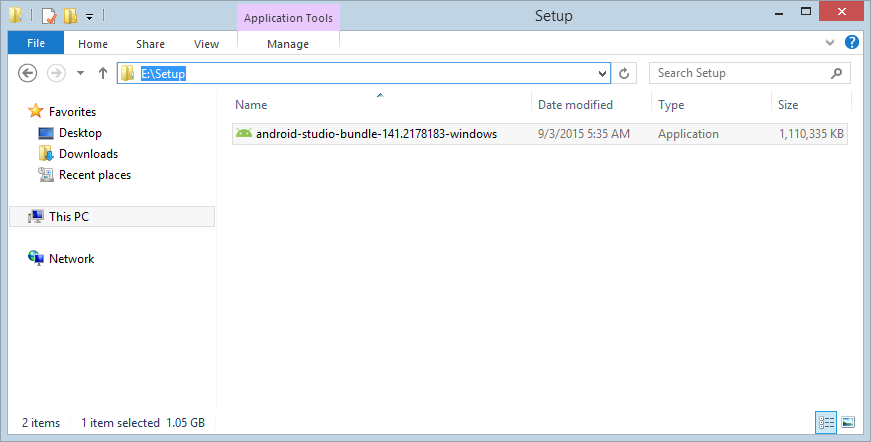 Application Tools
Setup
File
Home
Share
View
Manage
E:\Setup
Search Setup
Favorites
Desktop
Downloads
Recent places
This PC
Network
Name
Date modified
Type
Size
android-studio-bundle-141.2178183-windows
9/3/2015 5:35 AM
Application
1,110,335 KB
2 items
1 item selected 1.05 GB